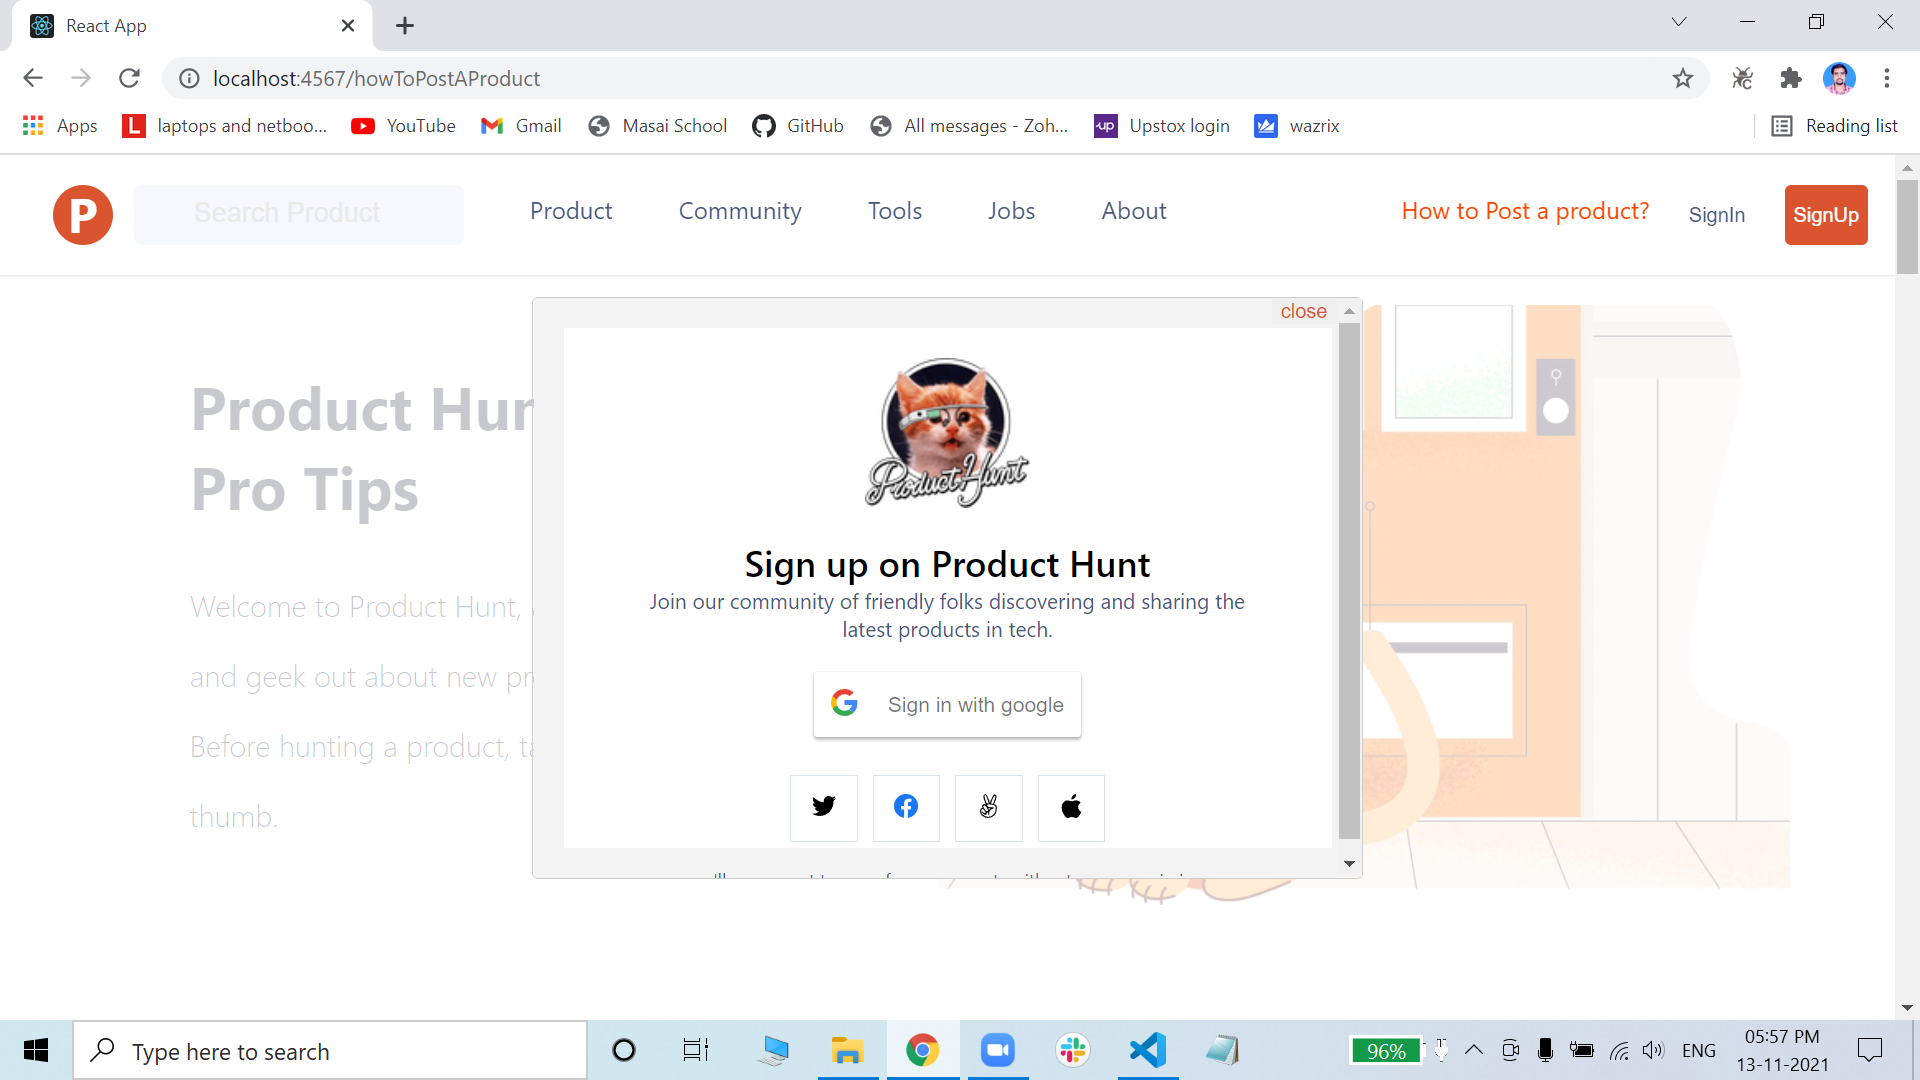 React App
localhost:4567/howToPostAProduct
Apps
laptops and netboo...
YouTube
Gmail
Masai School
GitHub
All messages - Zoh...
up
Upstox login
wazrix
Reading list
P
Search Product
Product
Community
Tools
Jobs
About
How to Post a product?
SignIn
SignUp
close
Product Hun
Pro Tips
Product Hunt
Sign up on Product Hunt
Join our community of friendly folks discovering and sharing the
latest products in tech.
Welcome to Product Hunt,
and geek out about new pr
Before hunting a product, ta
thumb.
Sign in with google
Type here to search
96%
ENG
05:57 PM
13-11-2021